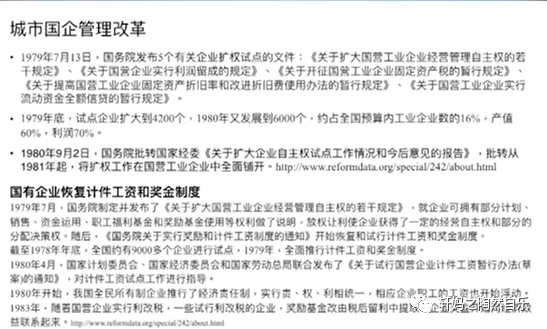 城市国企管理改革
• 1979年7月13日，国务院发布5个有关企业扩权试点的文件：《关于扩大国营工业企业经营管理自主权的若
干规定》、《关于国营企业实行利润留成的规定》、《关于开征国营工业企业固定资产税的暂行规定》、
《关于提高国营工业企业固定资产折旧率和改进折旧费使用办法的暂行规定》、《关于国营工业企业实行
流动资金全额信贷的暂行规定》。
• 1979年底，试点企业扩大到4200个，1980年又发展到6000个，约占全国预算内工业企业数的16%，产值
60%，利润70%。
• 1980年9月2日，国务院批转国家经委《关于扩大企业自主权试点工作情况和今后意见的报告》，批转从
1981年起，将扩权工作在国营工业企业中全面铺开。http://www.reformdata.org/special/242/about.html
国有企业恢复计件工资和奖金制度
1979年7月，国务院制定并发布了《关于扩大国营工业企业经营管理自主权的若干规定》，就企业可拥有部分计划、
销售、资金运用、职工福利基金和奖励基金使用等权利做了说明，放权让利使企业获得了一定的经营自主权和部分的
分配决策权。随后，《国务院关于实行奖励和计件工资制度的通知》开始恢复和试行计件工资和奖金制度。
截至1978年年底，全国约有9000多个企业进行试点，1979年，全面推行计件工资和奖金制度。
1980年4月，国家计划委员会、国家经济委员会和国家劳动总局联合发布了《关于试行国营企业计件工资暂行办法(草
案)的通知》，对计件工资试点工作进行指导。
1980年开始，我国全民所有制企业推行了经济责任制，实行责、权、利相统一，相应企业职工的工资也开始浮动。
1983年，随着国营企业实行利改税，一些试行利改税的企业，奖励基金改由税后留利中提
益联系起来。http://www.reformdata.org/special/242/about.html
轩妈之陶然自乐